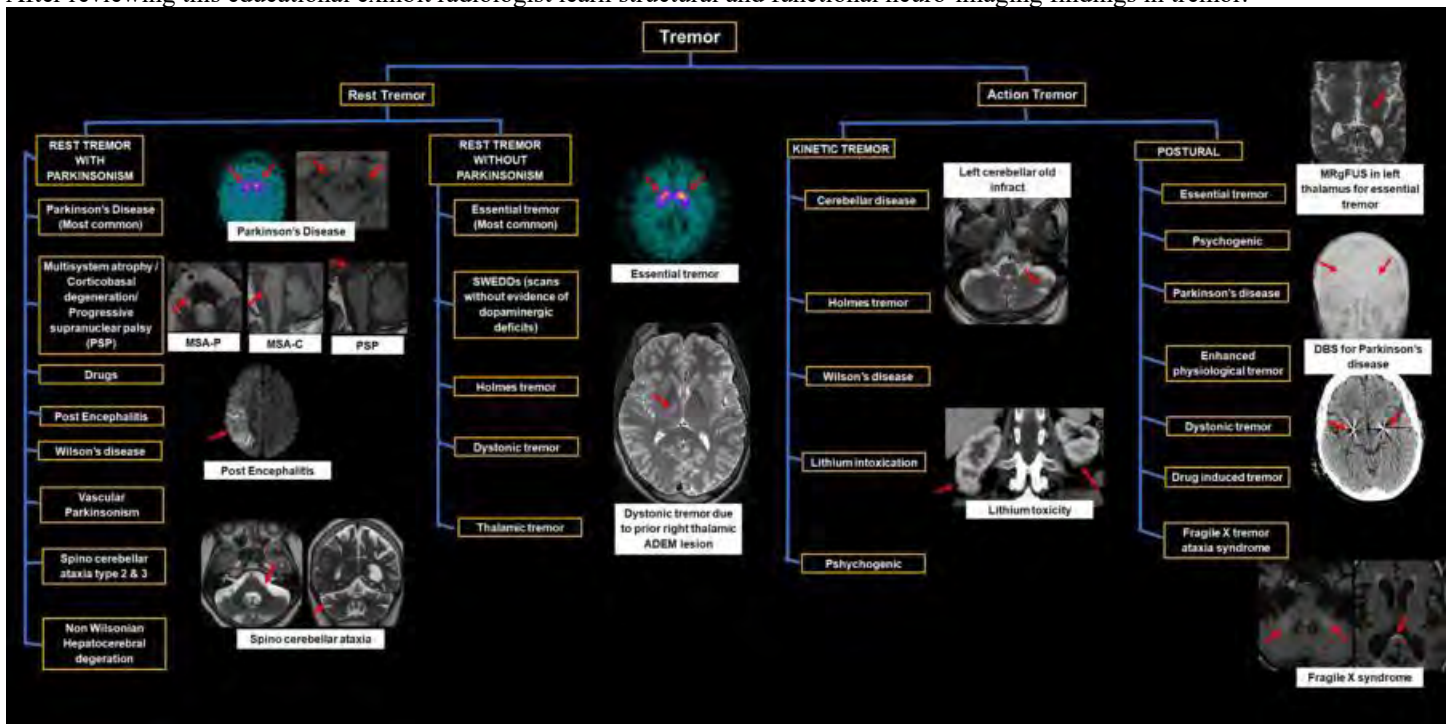 After reviewing this educational exhibit radiologist learn structural and functional neuro-imaging findings in tremor.
Tremor
Rest Tremor
Action Tremor
REST TREMOR
WITH
PARKINSONISM
Parkinson's Disease
(Most common)
Multisystem atrophy /
Corticobasal
degeneration/
Progressive
supranuclear palsy
(PSP)
Drugs
Post Encephalitis
Wilson's disease
Vascular
Parkinsonism
Spino cerebellar
ataxia type 2 & 3
Non Wilsonian
Hepatocerebral
degeration
Parkinson's Disease
MSA-P
MSA-C
PSP
Post Encephalitis
Spino cerebellar ataxia
REST TREMOR
WITHOUT
PARKINSONISM
Essential tremor
(Most common)
SWEDDs (scans
without evidence of
dopaminergic
deficits)
Holmes tremor
Dystonic tremor
Thalamic tremor
Essential tremor
Dystonic tremor due
to prior right thalamic
ADEM lesion
KINETIC TREMOR
Cerebellar disease
Holmes tremor
Wilson's disease
Lithium intoxication
Pshychogenic
Left cerebellar old
infract
Lithium toxicity
POSTURAL
Essential tremor
Psychogenic
Parkinson's disease
Enhanced
physiological tremor
Dystonic tremor
Drug induced tremor
Fragile X tremor
ataxia syndrome
MRgFUS in left
thalamus for essential
tremor
DBS for Parkinson's
disease
Fragile X syndrome